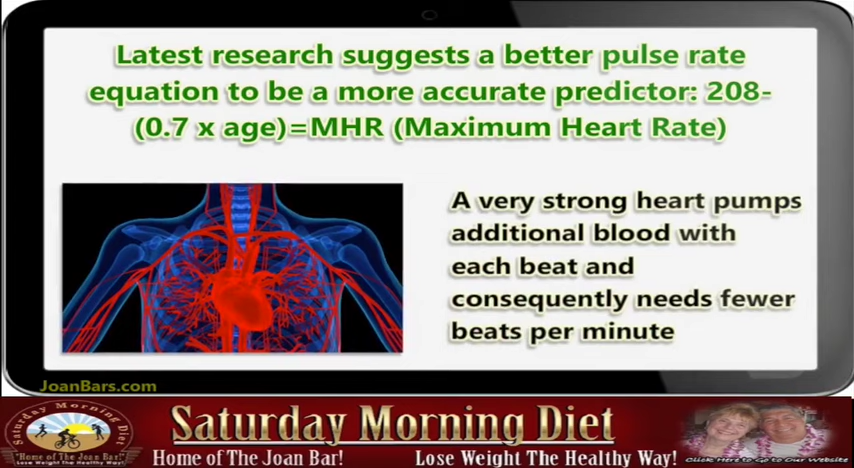 Latest research suggests a better pulse rate
equation to be a more accurate predictor: 208-
(0.7 x age)=MHR (Maximum Heart Rate)
A very strong heart pumps
additional blood with
each beat and
consequently needs fewer
beats per minute
JoanBars.com
Saturday Morning Diet
"Home of The Joan Bar!"
Lose Weight The Healthy Way!
Saturday Morning Diet
Home of The Joan Bar!
Lose Weight The Healthy Way!
Click Here to Go to Our Website